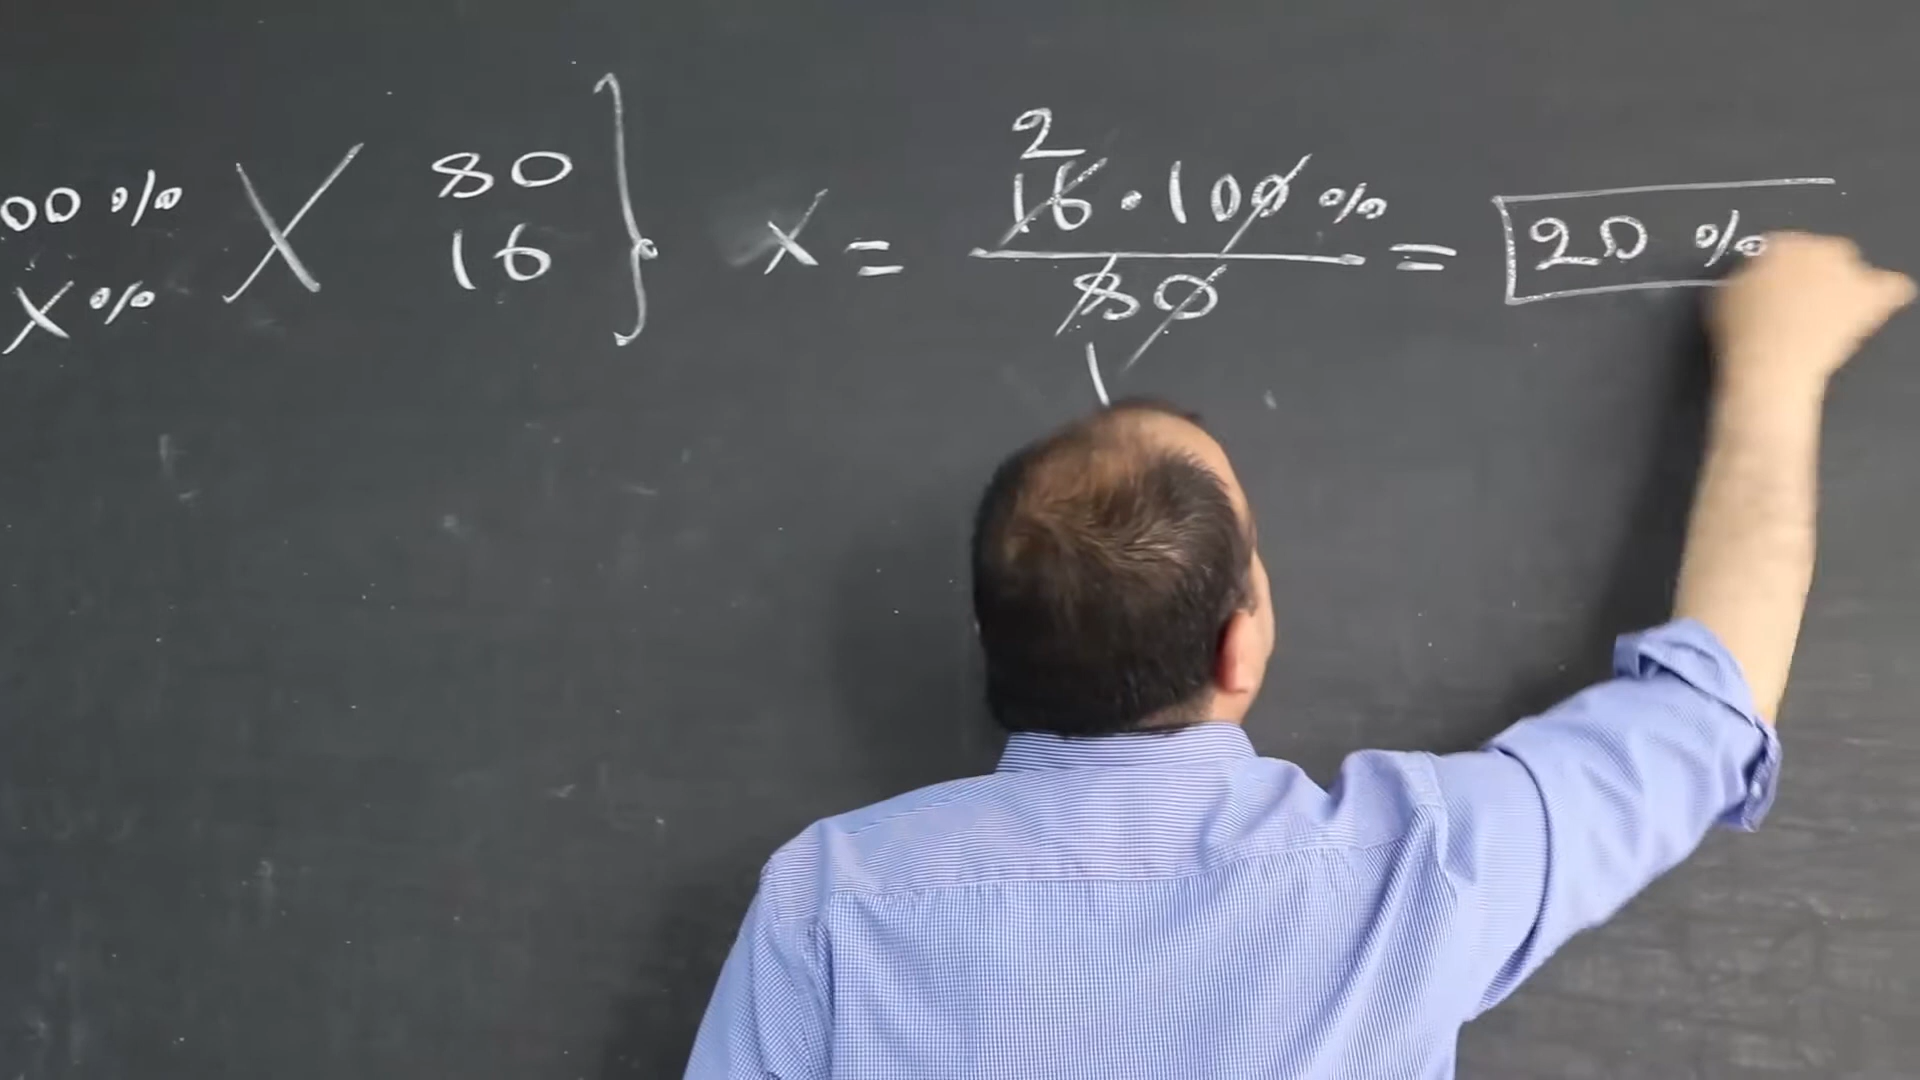 00% X 80
X% 16 } x = 16 · 100% / 80 = 20%
2
1